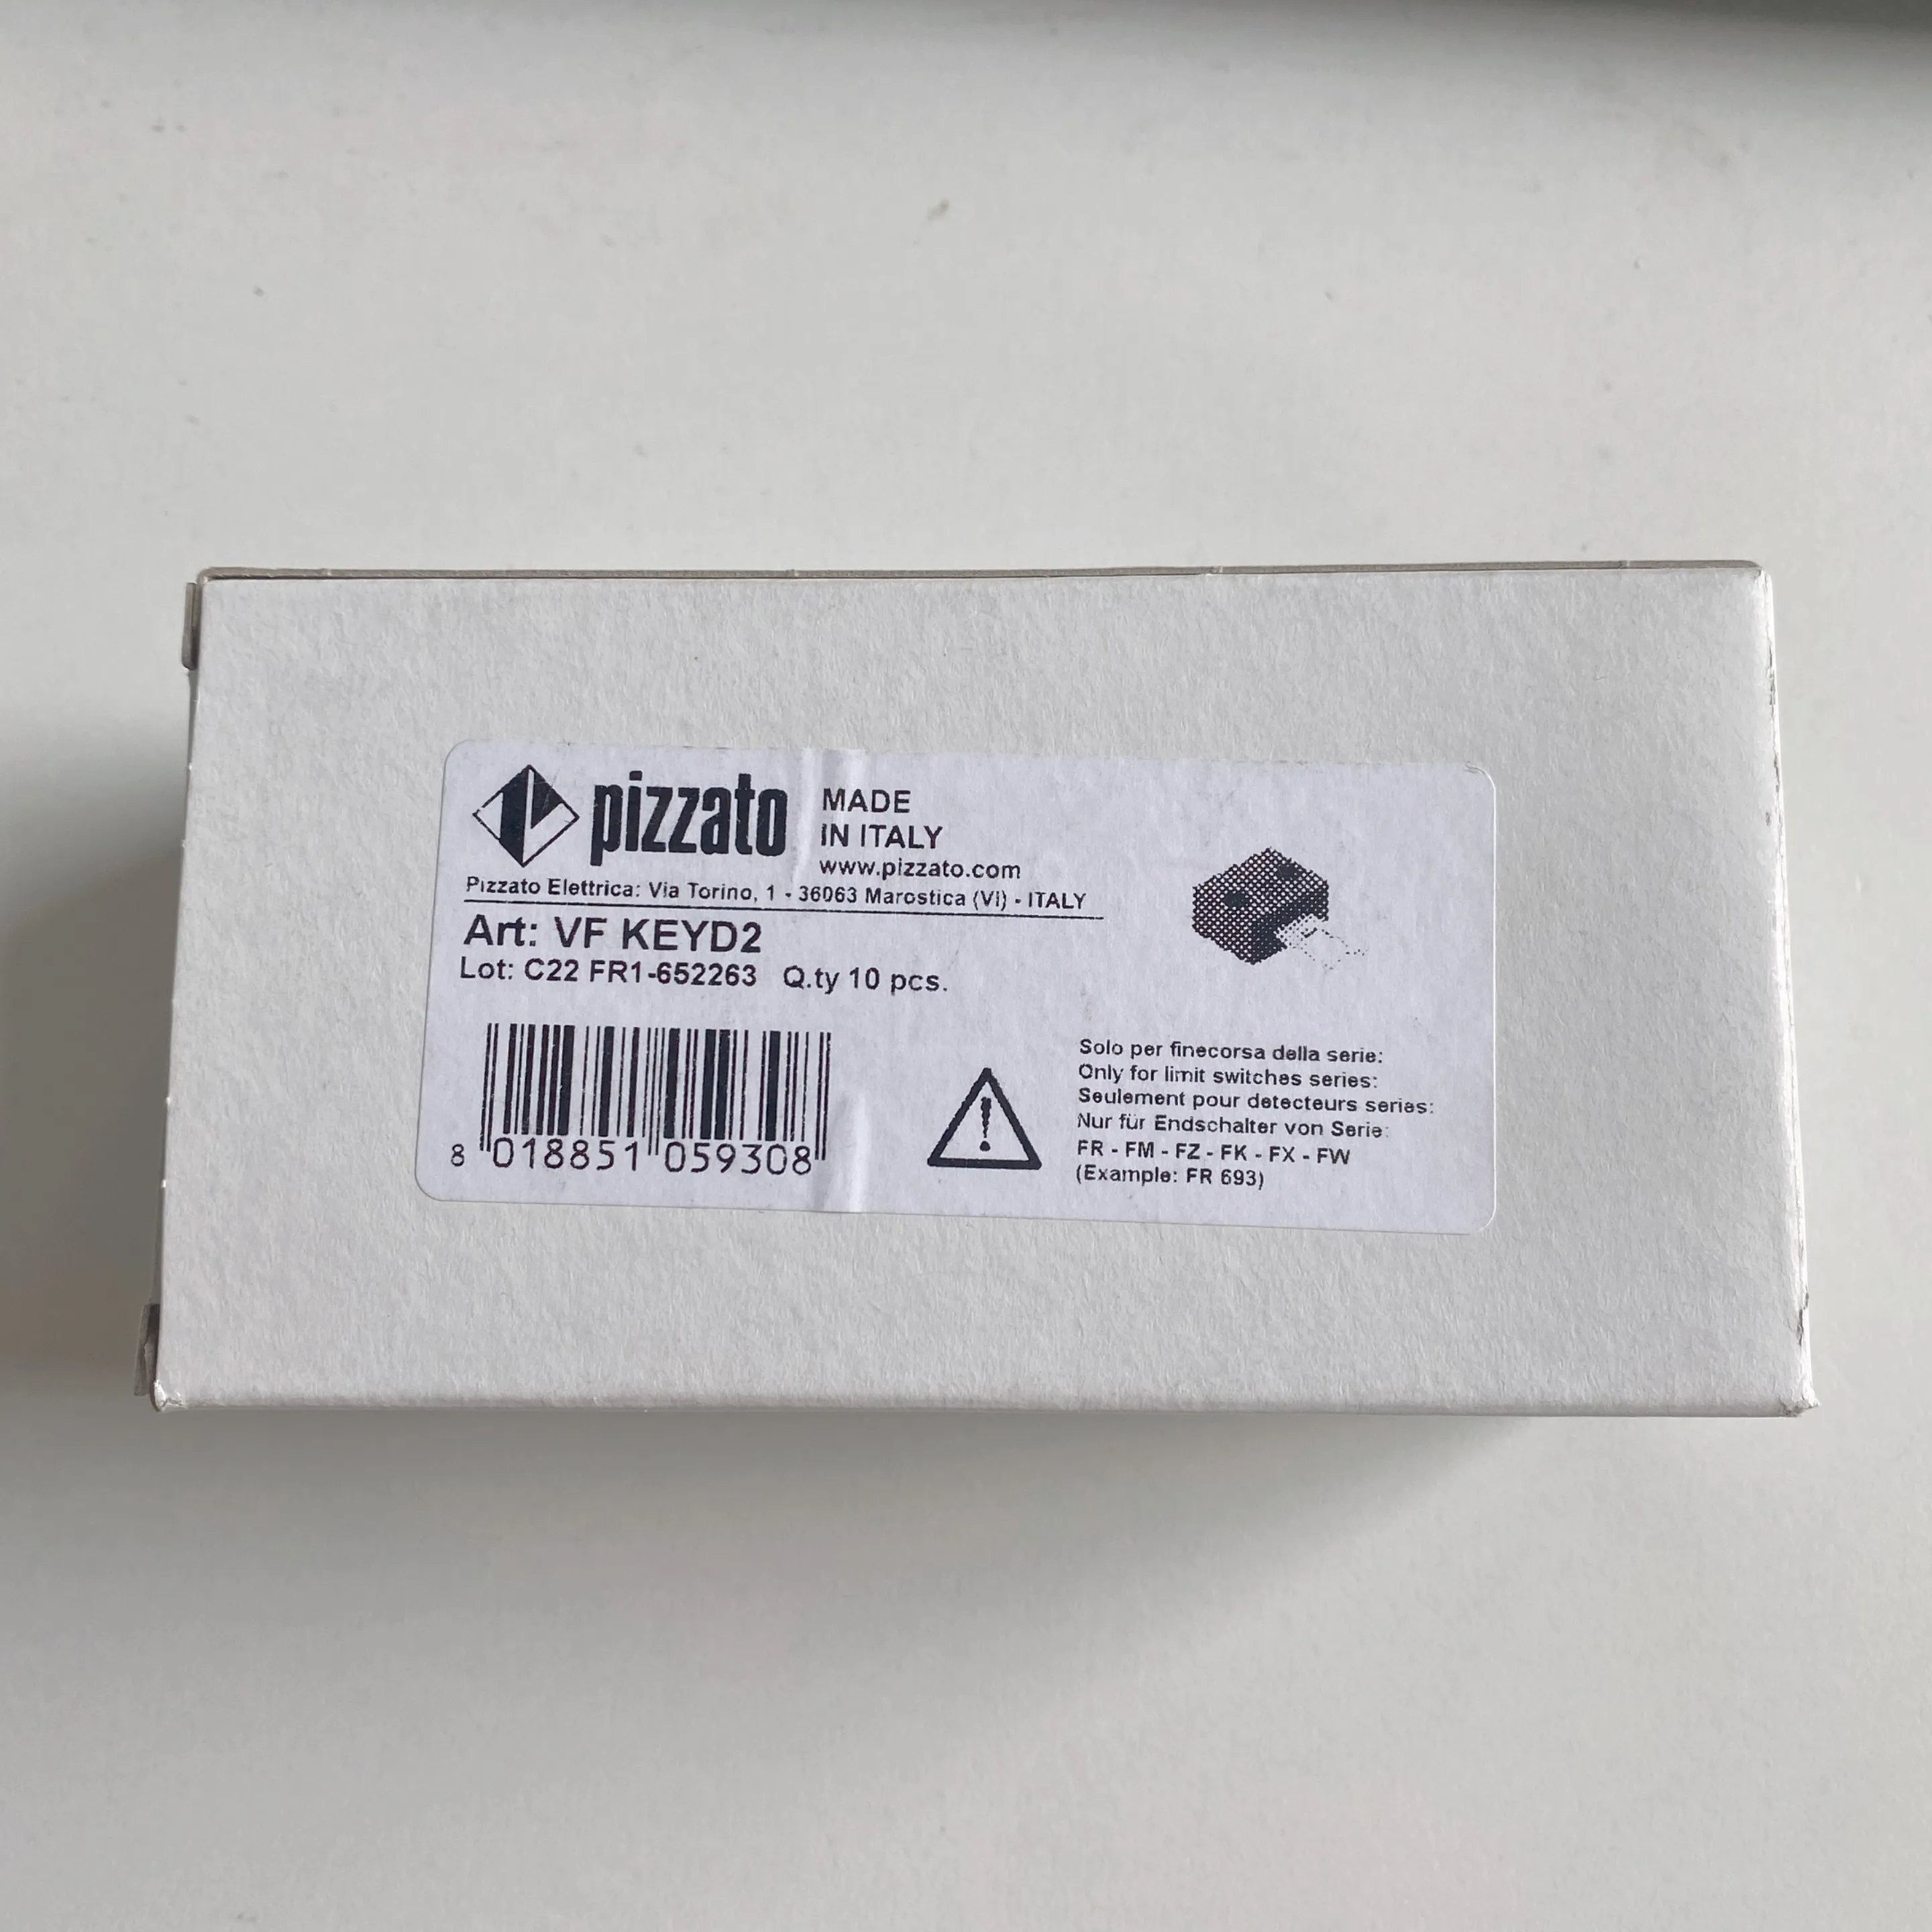 pizzato
MADE
IN ITALY
www.pizzato.com
Pizzato Elettrica: Via Torino, 1 - 36063 Marostica (VI) - ITALY
Art: VF KEYD2
Lot: C22 FR1-652263 Q.ty 10 pcs.
8 018851 059308
Solo per finecorsa della serie:
Only for limit switches series:
Seulement pour detecteurs series:
Nur für Endschalter von Serie:
FR - FM - FZ - FK - FX - FW
(Example: FR 693)